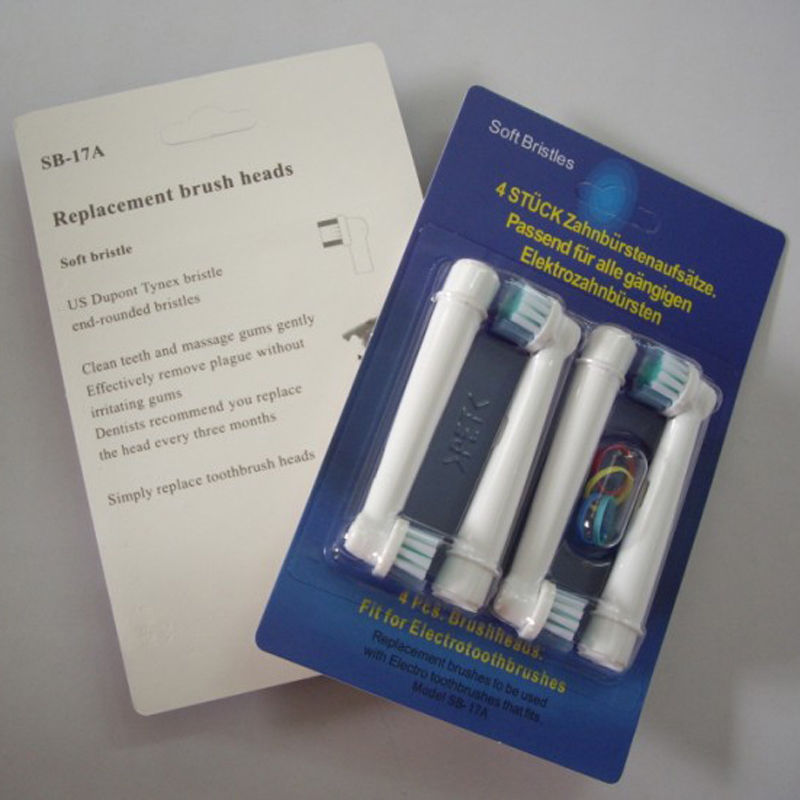 SB-17A
Replacement brush heads
Soft bristle
US Dupont Tynex bristle
end-rounded bristles
Clean teeth and massage gums gently
Effectively remove plague without
irritating gums
Dentists recommend you replace
the head every three months
Simply replace toothbrush heads
Soft Bristles
4 STÜCK Zahnbürstenaufsätze.
Passend für alle gängigen
Elektrozahnbürsten
4 Pcs. Brushheads.
Fit for Electrotoothbrushes
Replacement brushes to be used
with Electro toothbrushes that fits.
Model SB-17A